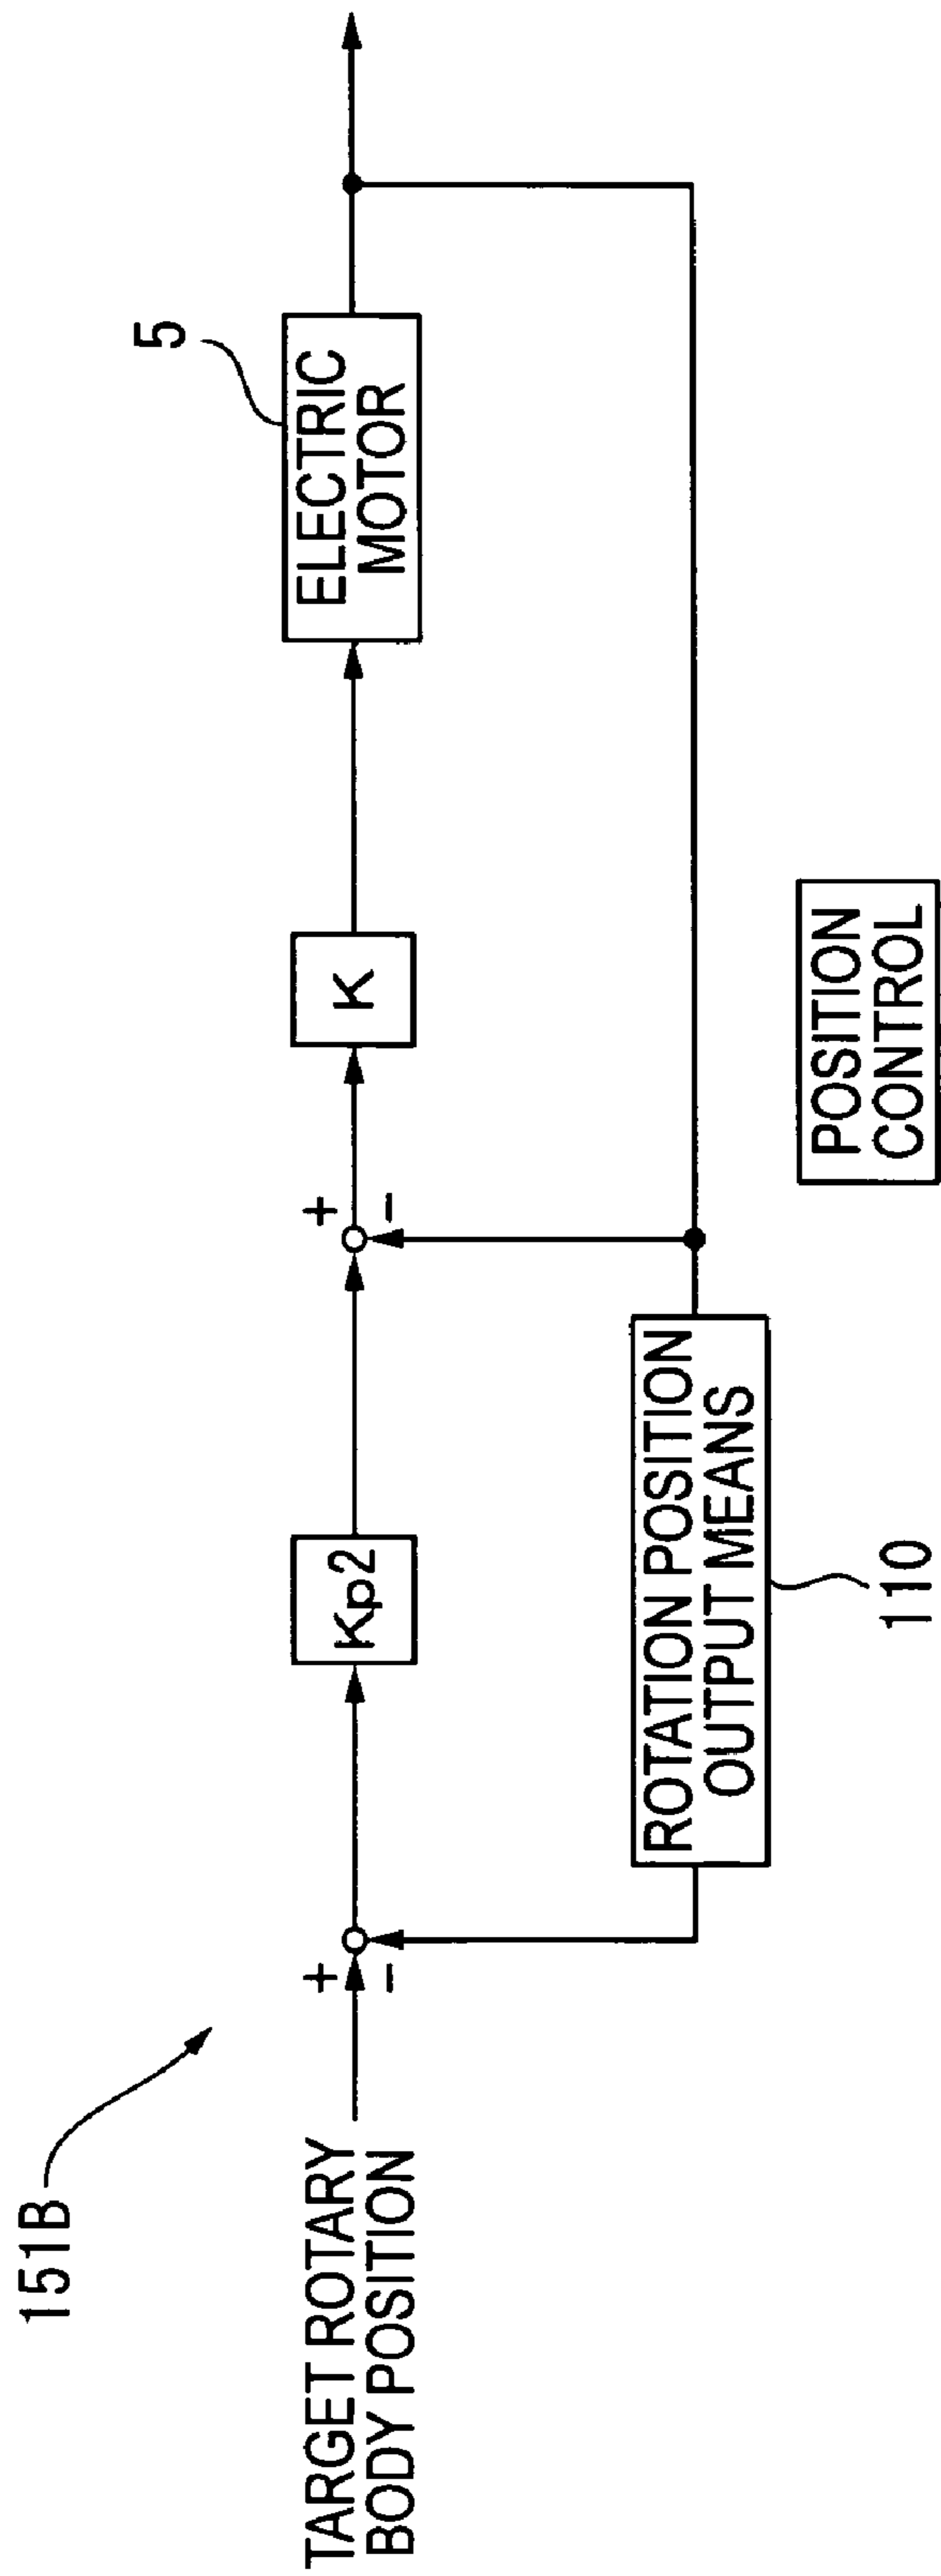 151B
TARGET ROTARY
BODY POSITION
+
-
Kp2
+
-
K
ELECTRIC
MOTOR
5
ROTATION POSITION
OUTPUT MEANS
110
POSITION
CONTROL